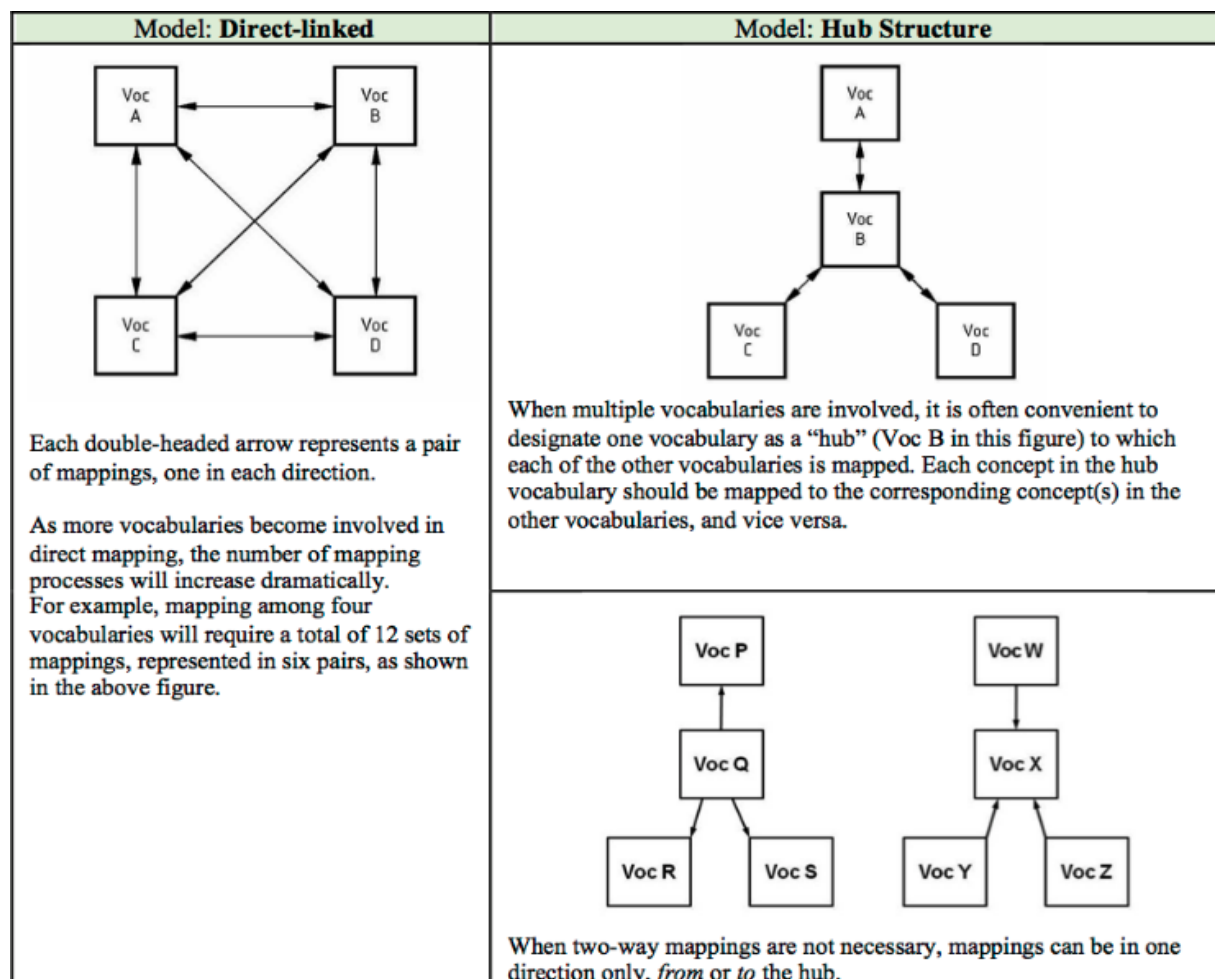 Model: Direct-linked
Voc
A
Voc
B
Voc
C
Voc
D
Each double-headed arrow represents a pair
of mappings, one in each direction.
As more vocabularies become involved in
direct mapping, the number of mapping
processes will increase dramatically.
For example, mapping among four
vocabularies will require a total of 12 sets of
mappings, represented in six pairs, as shown
in the above figure.
Model: Hub Structure
Voc
A
Voc
B
Voc
C
Voc
D
When multiple vocabularies are involved, it is often convenient to
designate one vocabulary as a “hub” (Voc B in this figure) to which
each of the other vocabularies is mapped. Each concept in the hub
vocabulary should be mapped to the corresponding concept(s) in the
other vocabularies, and vice versa.
Voc P
Voc Q
Voc R
Voc S
Voc W
Voc X
Voc Y
Voc Z
When two-way mappings are not necessary, mappings can be in one
direction only, from or to the hub.